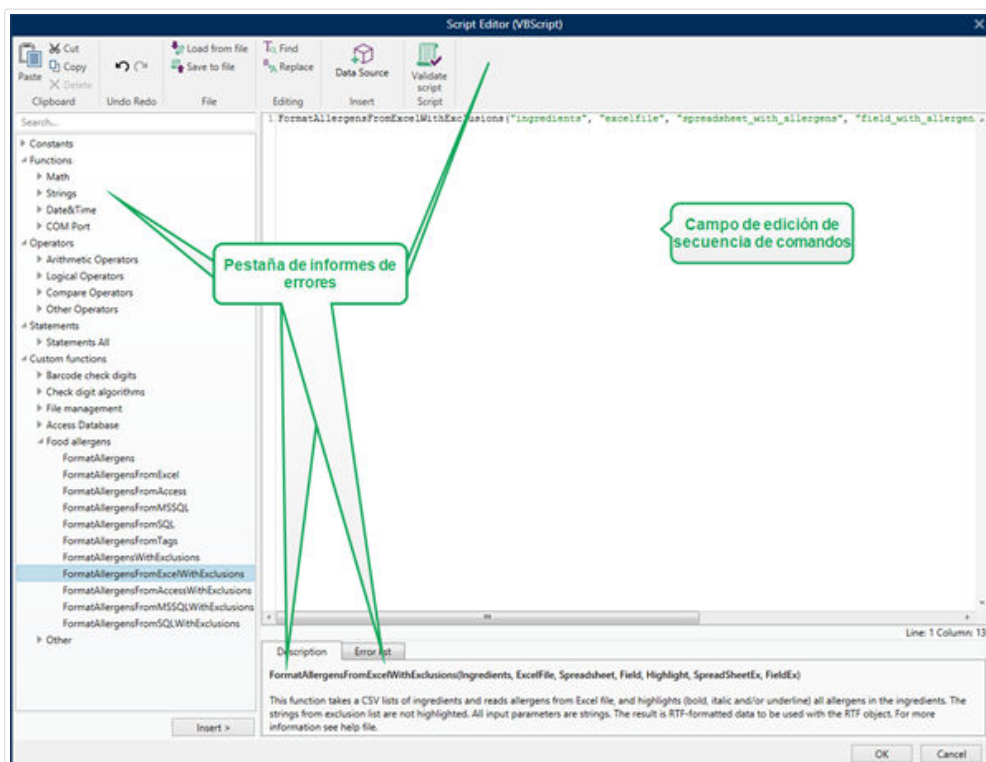 Script Editor (VBScript)
Paste
Cut
Copy
Delete
Clipboard
Undo Redo
Load from file
Save to file
File
Find
Replace
Editing
Data Source
Insert
Validate
script
Script
Search...
Constants
Functions
Math
Strings
Date&Time
COM Port
Operators
Arithmetic Operators
Logical Operators
Compare Operators
Other Operators
Statements
Statements All
Custom functions
Barcode check digits
Check digit algorithms
File management
Access Database
Food allergens
FormatAllergens
FormatAllergensFromExcel
FormatAllergensFromAccess
FormatAllergensFromMSSQL
FormatAllergensFromSQL
FormatAllergensFromTags
FormatAllergensWithExclusions
FormatAllergensFromExcelWithExclusions
FormatAllergensFromAccessWithExclusions
FormatAllergensFromMSSQLWithExclusions
FormatAllergensFromSQLWithExclusions
Other
Insert >
1 FormatAllergensFromExcelWithExclusions("ingredients", "excelfile", "spreadsheet_with_allergens", "field_with_allergen
Campo de edición de
secuencia de comandos
Pestaña de informes de
errores
Line: 1 Column: 13
Description
Error list
FormatAllergensFromExcelWithExclusions(Ingredients, ExcelFile, Spreadsheet, Field, Highlight, SpreadSheetEx, FieldEx)
This function takes a CSV lists of ingredients and reads allergens from Excel file, and highlights (bold, italic and/or underline) all allergens in the ingredients. The
strings from exclusion list are not highlighted. All input parameters are strings. The result is RTF-formatted data to be used with the RTF object. For more
information see help file.
OK
Cancel